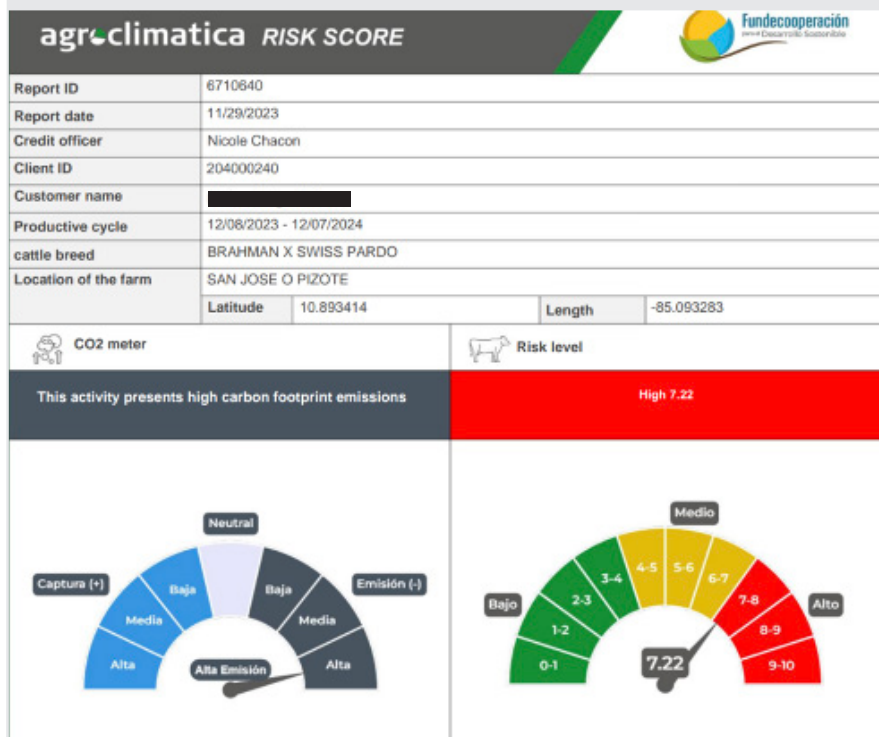 agroclimatica RISK SCORE
Fundecooperación
para el Desarrollo Sostenible
Report ID 6710640
Report date 11/29/2023
Credit officer Nicole Chacon
Client ID 204000240
Customer name
Productive cycle 12/08/2023 - 12/07/2024
cattle breed BRAHMAN X SWISS PARDO
Location of the farm SAN JOSE O PIZOTE
Latitude 10.893414 Length -85.093283
CO2 meter
This activity presents high carbon footprint emissions
Neutral
Captura (+)
Emisión (-)
Baja
Baja
Media
Media
Alta
Alta
Alta Emisión
Risk level
High 7.22
Medio
Bajo
Alto
0-1
1-2
2-3
3-4
4-5
5-6
6-7
7-8
8-9
9-10
7.22